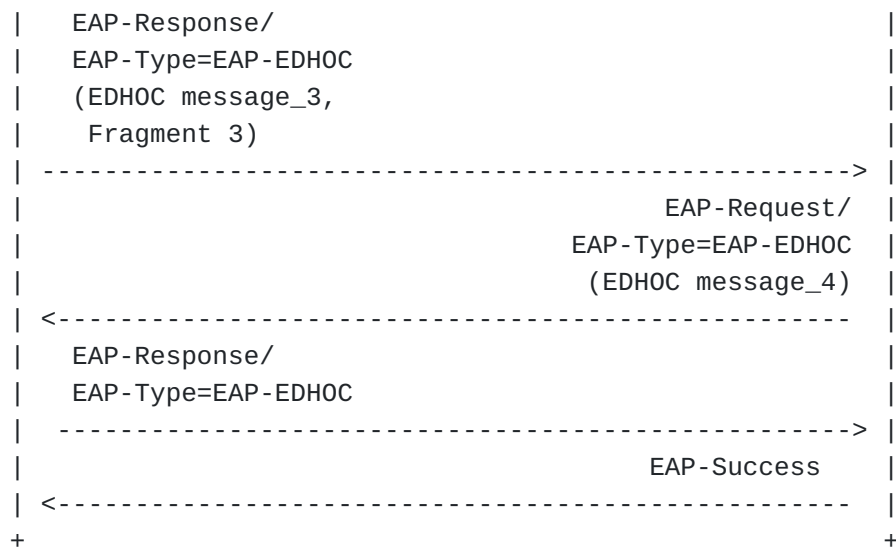 |   EAP-Response/                                       |
|   EAP-Type=EAP-EDHOC                                  |
|   (EDHOC message_3,                                   |
|    Fragment 3)                                        |
| ----------------------------------------------------> |
|                                         EAP-Request/  |
|                                   EAP-Type=EAP-EDHOC  |
|                                    (EDHOC message_4)  |
| <---------------------------------------------------  |
|   EAP-Response/                                       |
|   EAP-Type=EAP-EDHOC                                  |
|  ---------------------------------------------------> |
|                                        EAP-Success    |
| <---------------------------------------------------  |
+                                                       +